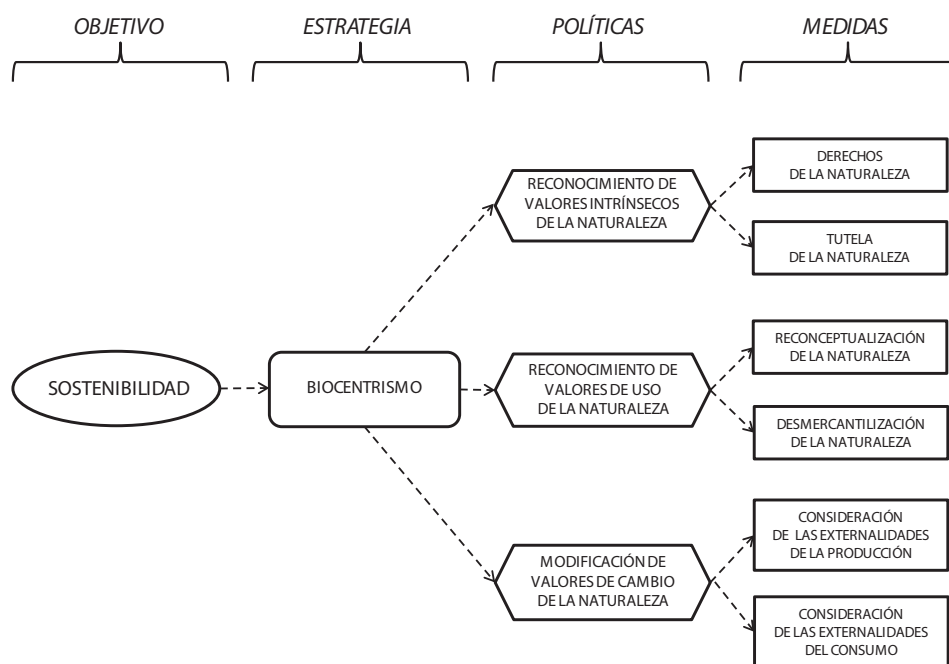 OBJETIVO
ESTRATEGIA
POLÍTICAS
MEDIDAS
SOSTENIBILIDAD
BIOCENTRISMO
RECONOCIMIENTO DE
VALORES INTRÍNSECOS
DE LA NATURALEZA
DERECHOS
DE LA NATURALEZA
TUTELA
DE LA NATURALEZA
RECONOCIMIENTO DE
VALORES DE USO
DE LA NATURALEZA
RECONCEPTUALIZACIÓN
DE LA NATURALEZA
DESMERCANTILIZACIÓN
DE LA NATURALEZA
MODIFICACIÓN DE
VALORES DE CAMBIO
DE LA NATURALEZA
CONSIDERACIÓN
DE LAS EXTERNALIDADES
DE LA PRODUCCIÓN
CONSIDERACIÓN
DE LAS EXTERNALIDADES
DEL CONSUMO